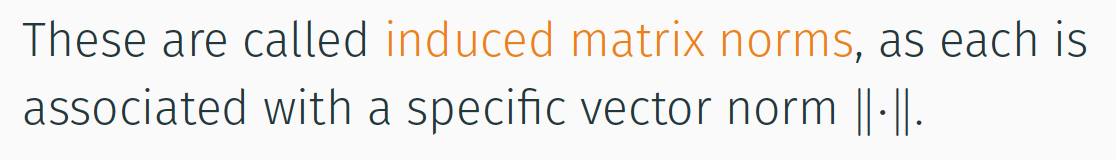 These are called induced matrix norms, as each is
associated with a specific vector norm ‖·‖.